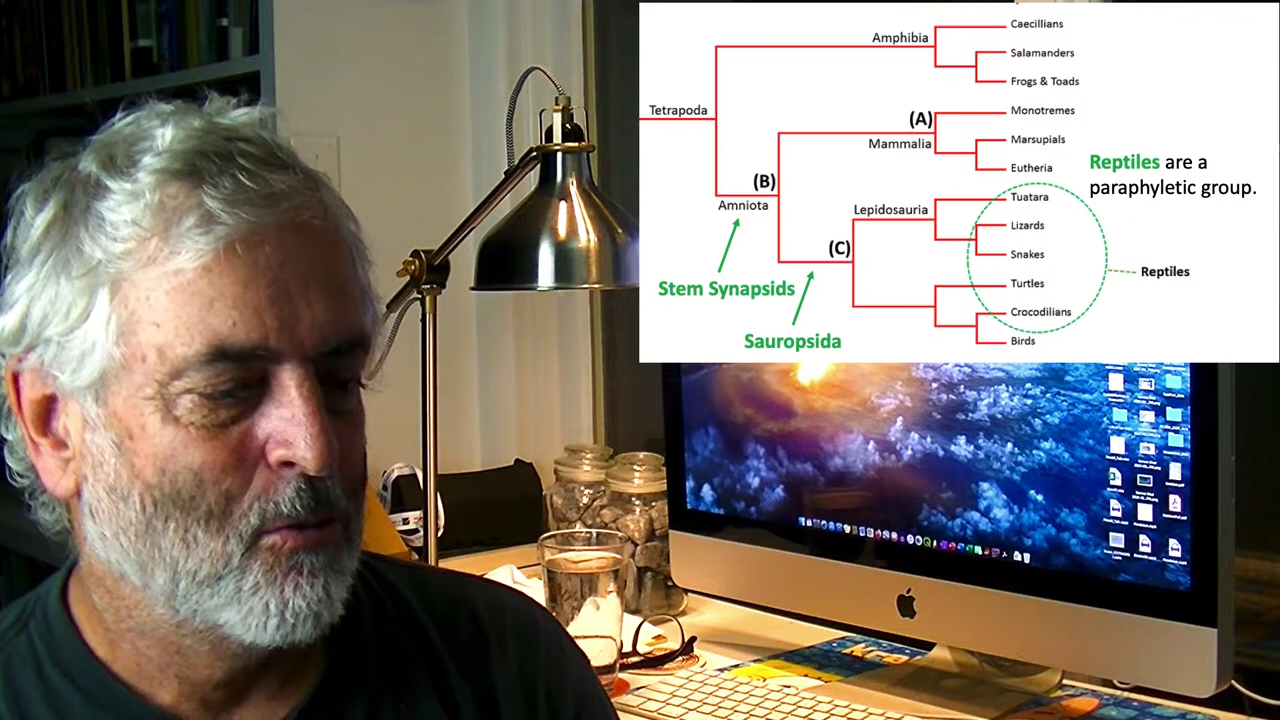 Caecillians
Amphibia
Salamanders
Frogs & Toads
Tetrapoda
Monotremes
(A)
Mammalia
Marsupials
Eutheria
Reptiles are a
paraphyletic group.
(B)
Amniota
Tuatara
Lepidosauria
Lizards
(C)
Snakes
Reptiles
Stem Synapsids
Turtles
Crocodilians
Sauropsida
Birds